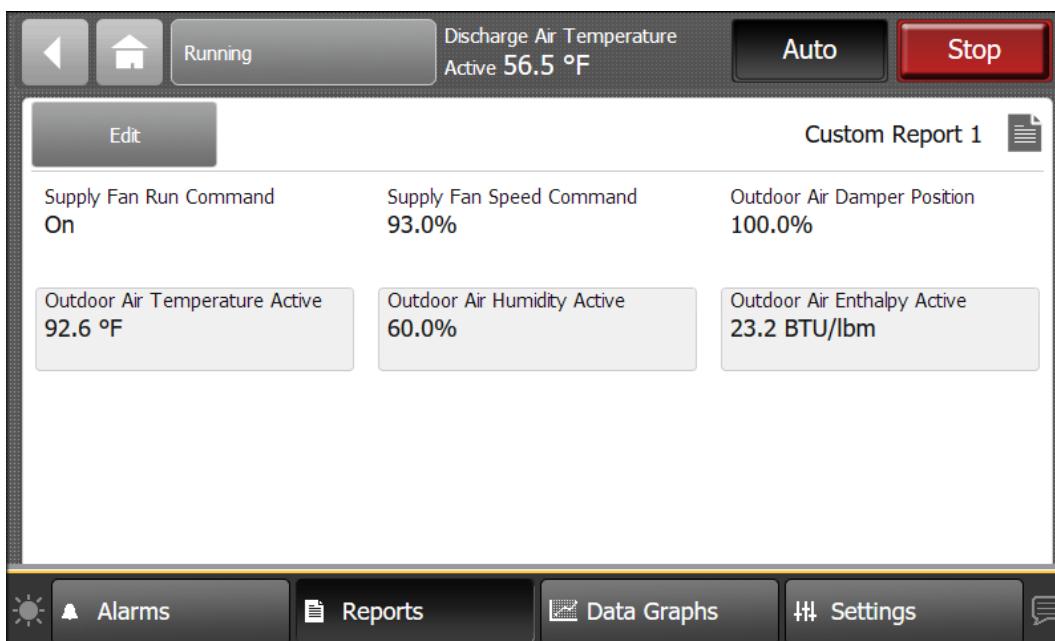 Running
Discharge Air Temperature
Active 56.5 °F
Auto
Stop
Edit
Custom Report 1
Supply Fan Run Command
On
Supply Fan Speed Command
93.0%
Outdoor Air Damper Position
100.0%
Outdoor Air Temperature Active
92.6 °F
Outdoor Air Humidity Active
60.0%
Outdoor Air Enthalpy Active
23.2 BTU/lbm
Alarms
Reports
Data Graphs
Settings